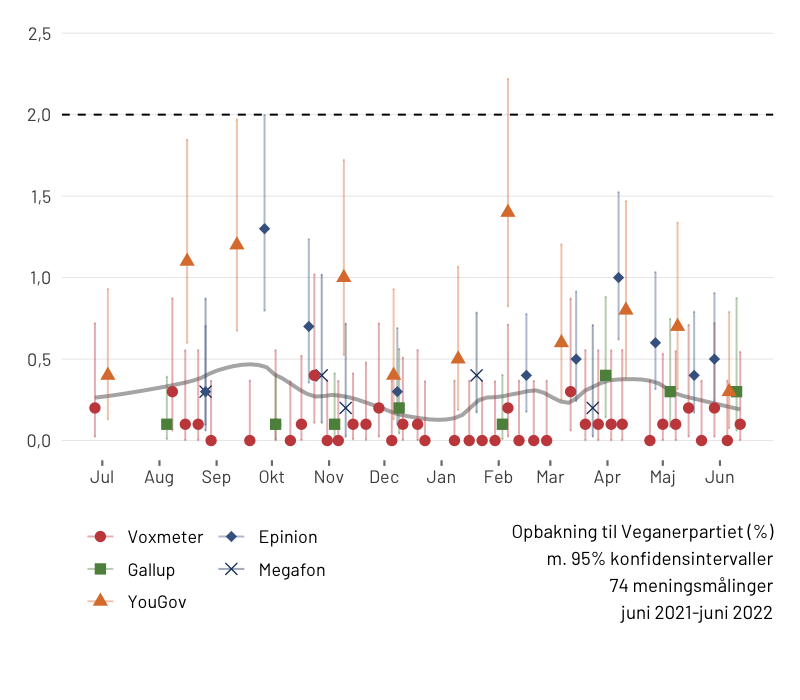 2,5
2,0
1,5
1,0
0,5
0,0
Jul Aug Sep Okt Nov Dec Jan Feb Mar Apr Maj Jun
Voxmeter Epinion
Gallup Megafon
YouGov
Opbakning til Veganerpartiet (%)
m. 95% konfidensintervaller
74 meningsmålinger
juni 2021-juni 2022